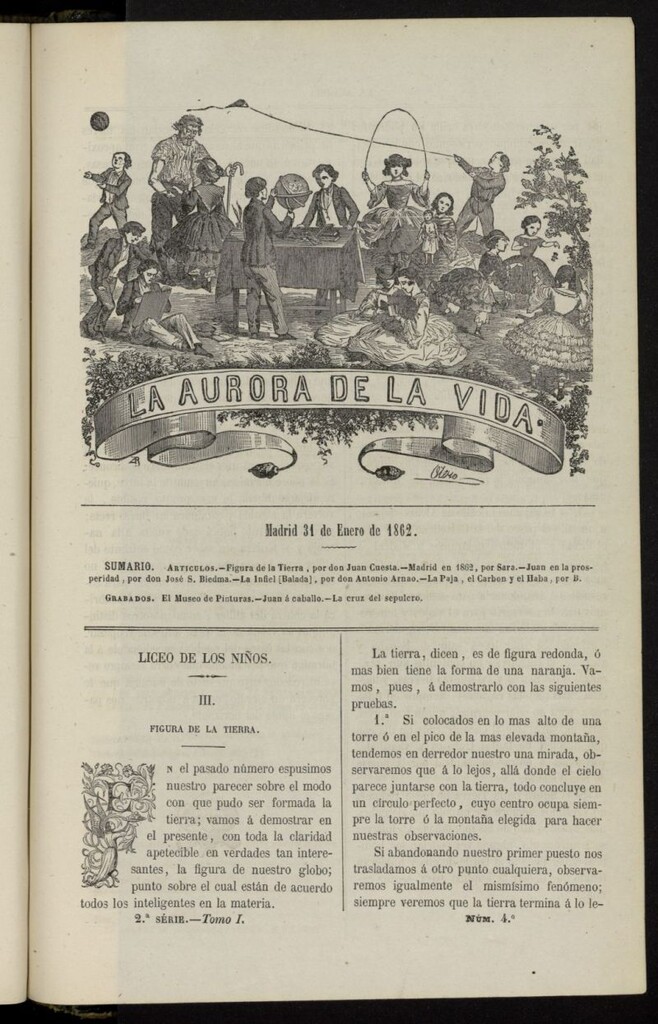 LA AURORA DE LA VIDA.
Otero
Madrid 31 de Enero de 1862.
SUMARIO. ARTICULOS.—Figura de la Tierra, por don Juan Cuesta.—Madrid en 1862, por Sara.—Juan en la pros-
peridad, por don José S. Biedma.—La Infiel [Balada], por don Antonio Arnao.—La Paja, el Carbon y el Haba, por B.
GRABADOS. El Museo de Pinturas.—Juan á caballo.—La cruz del sepulcro.
LICEO DE LOS NIÑOS.
III.
FIGURA DE LA TIERRA.
EN el pasado número espusimos
nuestro parecer sobre el modo
con que pudo ser formada la
tierra; vamos á demostrar en
el presente, con toda la claridad
apetecible en verdades tan intere-
santes, la figura de nuestro globo;
punto sobre el cual están de acuerdo
todos los inteligentes en la materia.
2.ª SÉRIE.—Tomo I.
La tierra, dicen, es de figura redonda, ó
mas bien tiene la forma de una naranja. Va-
mos, pues, á demostrarlo con las siguientes
pruebas.
1.ª Si colocados en lo mas alto de una
torre ó en el pico de la mas elevada montaña,
tendemos en derredor nuestro una mirada, ob-
servaremos que á lo lejos, allá donde el cielo
parece juntarse con la tierra, todo concluye en
un círculo perfecto, cuyo centro ocupa siem-
pre la torre ó la montaña elegida para hacer
nuestras observaciones.
Si abandonando nuestro primer puesto nos
trasladamos á otro punto cualquiera, observa-
remos igualmente el mismísimo fenómeno;
siempre veremos que la tierra termina á lo le-
NÚM. 4.º